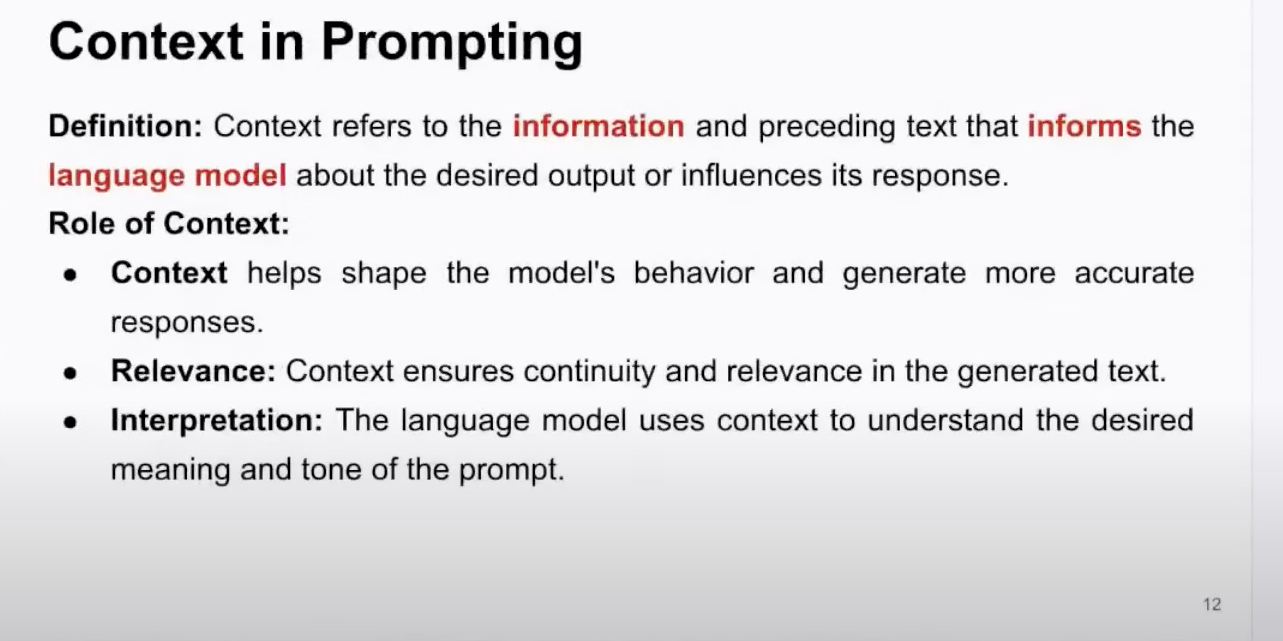 Context in Prompting
Definition: Context refers to the information and preceding text that informs the
language model about the desired output or influences its response.
Role of Context:
● Context helps shape the model's behavior and generate more accurate
responses.
● Relevance: Context ensures continuity and relevance in the generated text.
● Interpretation: The language model uses context to understand the desired
meaning and tone of the prompt.
12